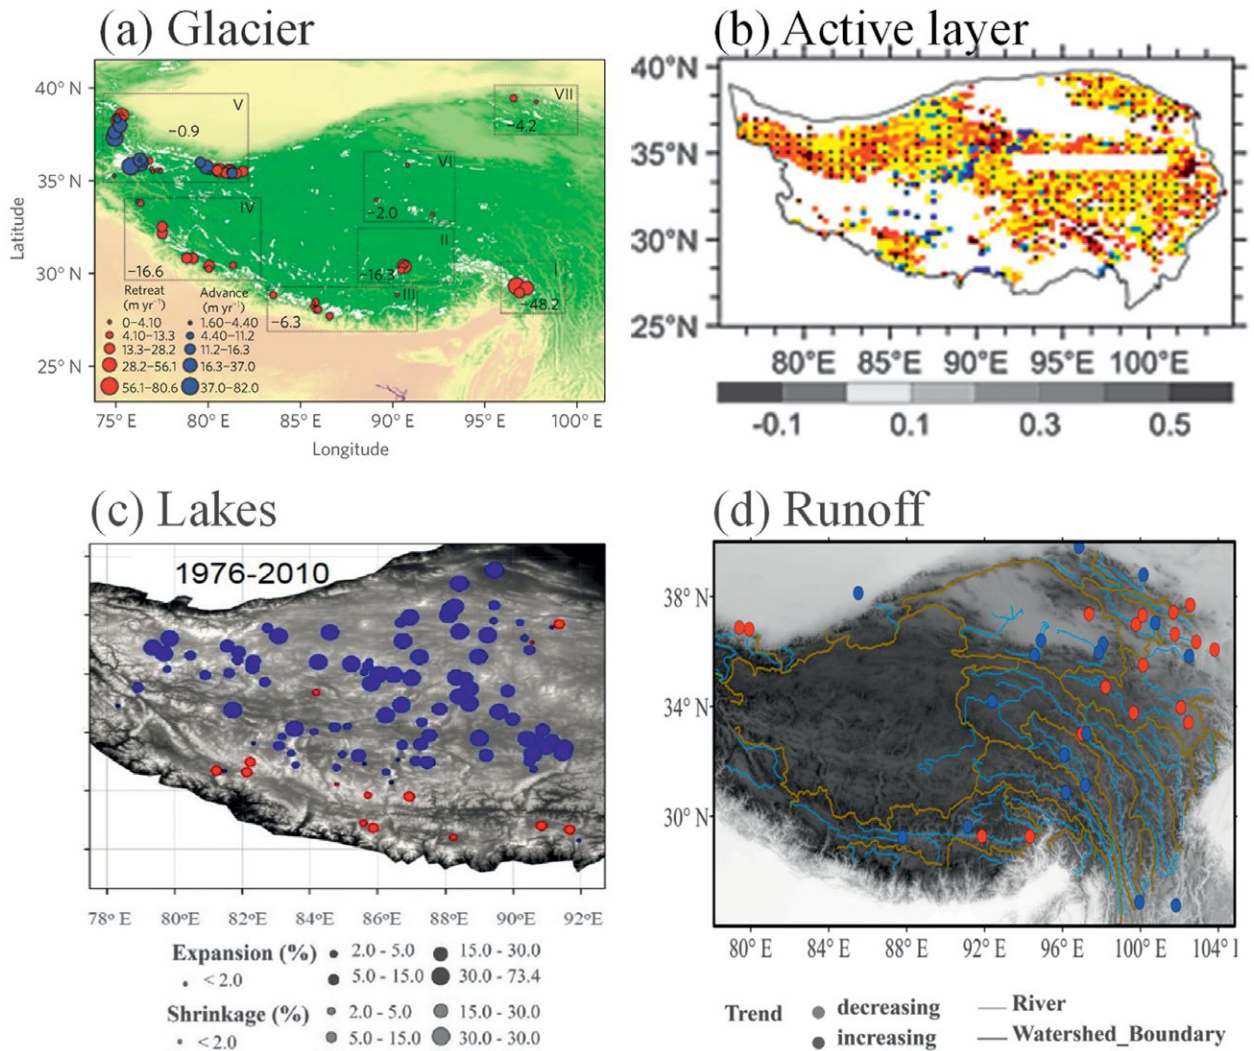 (a) Glacier
40° N
35° N
30° N
25° N
Latitude
V
−0.9
VII
−4.2
VI
−2.0
IV
−16.6
II
−16.3
I
−48.2
III
−6.3
Retreat
(m yr⁻¹)
0–4.10
4.10–13.3
13.3–28.2
28.2–56.1
56.1–80.6
Advance
(m yr⁻¹)
1.60–4.40
4.40–11.2
11.2–16.3
16.3–37.0
37.0–82.0
75° E 80° E 85° E 90° E 95° E 100° E
Longitude
(b) Active layer
40°N
35°N
30°N
25°N
80°E 85°E 90°E 95°E 100°E
-0.1 0.1 0.3 0.5
(c) Lakes
1976-2010
78° E 80° E 82° E 84° E 86° E 88° E 90° E 92° E
Expansion (%)
< 2.0
2.0 - 5.0
5.0 - 15.0
15.0 - 30.0
30.0 - 73.4
Shrinkage (%)
< 2.0
2.0 - 5.0
5.0 - 15.0
15.0 - 30.0
30.0 - 30.0
(d) Runoff
38° N
34° N
30° N
80° E 84° E 88° E 92° E 96° E 100° E 104°
Trend
decreasing
increasing
River
Watershed_Boundary